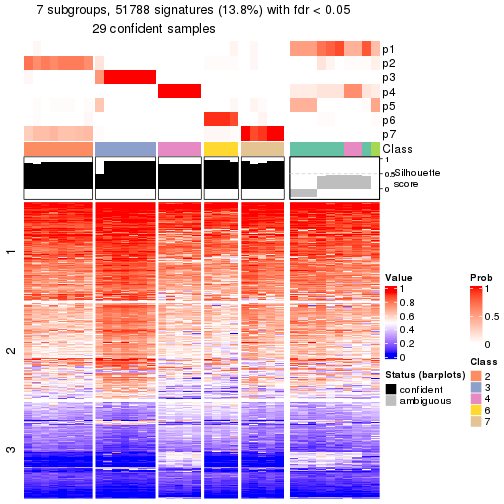 7 subgroups, 51788 signatures (13.8%) with fdr < 0.05
29 confident samples
p1
p2
p3
p4
p5
p6
p7
Class
1
0.5
0
Silhouette
score
1
2
3
Value
1
0.8
0.6
0.4
0.2
0
Status (barplots)
confident
ambiguous
Prob
1
0.5
0
Class
2
3
4
6
7